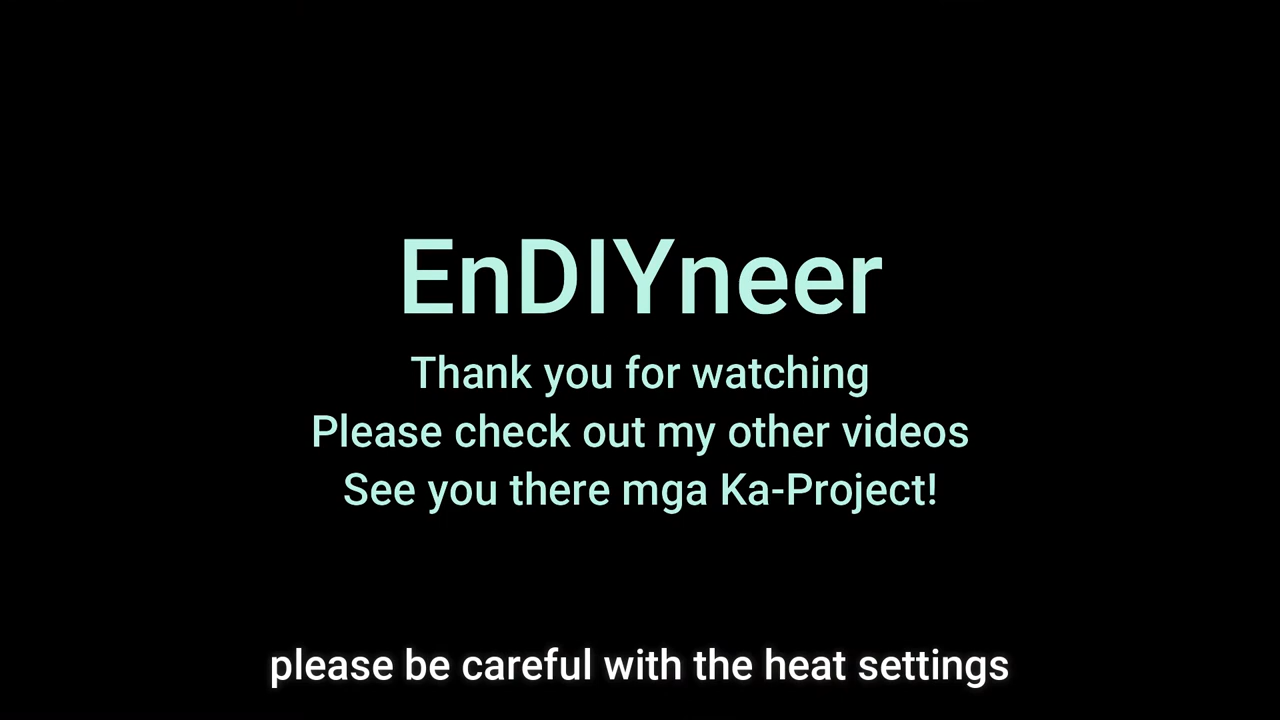 EnDIYneer
Thank you for watching
Please check out my other videos
See you there mga Ka-Project!
please be careful with the heat settings